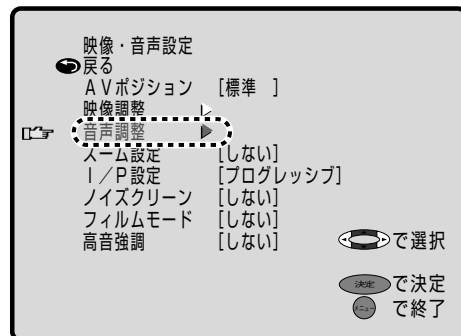 映像・音声設定
戻る
AVポジション [標準 ]
映像調整
音声調整
ズーム設定 [しない]
I/P設定 [プログレッシブ]
ノイズクリーン [しない]
フィルムモード [しない]
高音強調 [しない]
で選択
決定 で決定
メニュー で終了